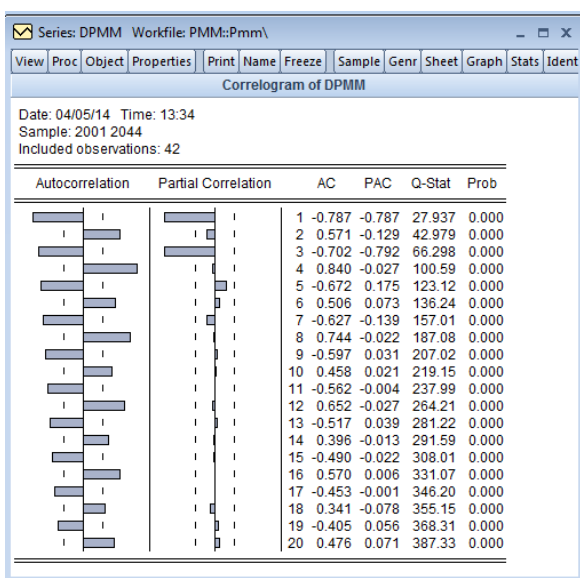 Series: DPMM Workfile: PMM::Pmm\
View Proc Object Properties Print Name Freeze Sample Genr Sheet Graph Stats Ident
Correlogram of DPMM
Date: 04/05/14 Time: 13:34
Sample: 2001 2044
Included observations: 42
Autocorrelation Partial Correlation AC PAC Q-Stat Prob
1 -0.787 -0.787 27.937 0.000
2 0.571 -0.129 42.979 0.000
3 -0.702 -0.792 66.298 0.000
4 0.840 -0.027 100.59 0.000
5 -0.672 0.175 123.12 0.000
6 0.506 0.073 136.24 0.000
7 -0.627 -0.139 157.01 0.000
8 0.744 -0.022 187.08 0.000
9 -0.597 0.031 207.02 0.000
10 0.458 0.021 219.15 0.000
11 -0.562 -0.004 237.99 0.000
12 0.652 -0.027 264.21 0.000
13 -0.517 0.039 281.22 0.000
14 0.396 -0.013 291.59 0.000
15 -0.490 -0.022 308.01 0.000
16 0.570 0.006 331.07 0.000
17 -0.453 -0.001 346.20 0.000
18 0.341 -0.078 355.15 0.000
19 -0.405 0.056 368.31 0.000
20 0.476 0.071 387.33 0.000